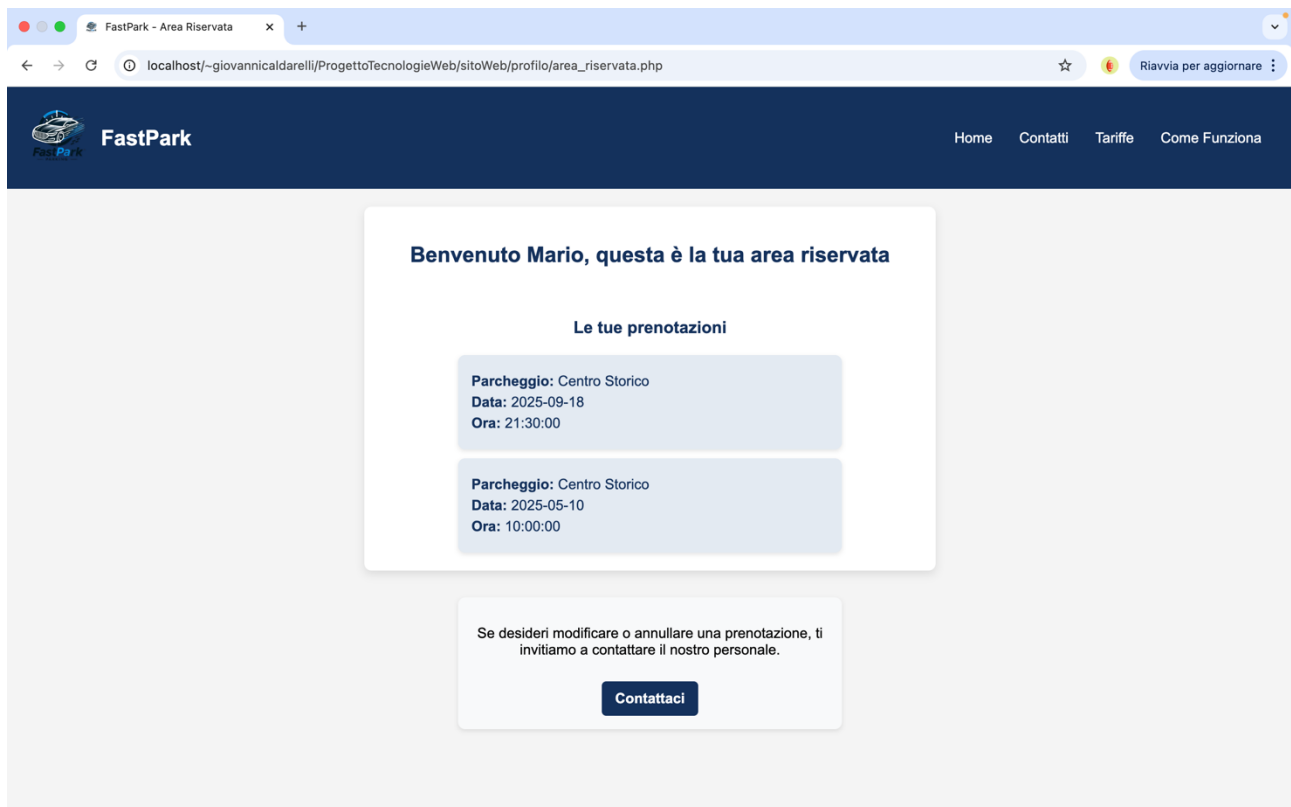 FastPark - Area Riservata
localhost/~giovannicaldarelli/ProgettoTecnologieWeb/sitoWeb/profilo/area_riservata.php
Riavvia per aggiornare
FastPark
FastPark
Home Contatti Tariffe Come Funziona
Benvenuto Mario, questa è la tua area riservata
Le tue prenotazioni
Parcheggio: Centro Storico
Data: 2025-09-18
Ora: 21:30:00
Parcheggio: Centro Storico
Data: 2025-05-10
Ora: 10:00:00
Se desideri modificare o annullare una prenotazione, ti
invitiamo a contattare il nostro personale.
Contattaci